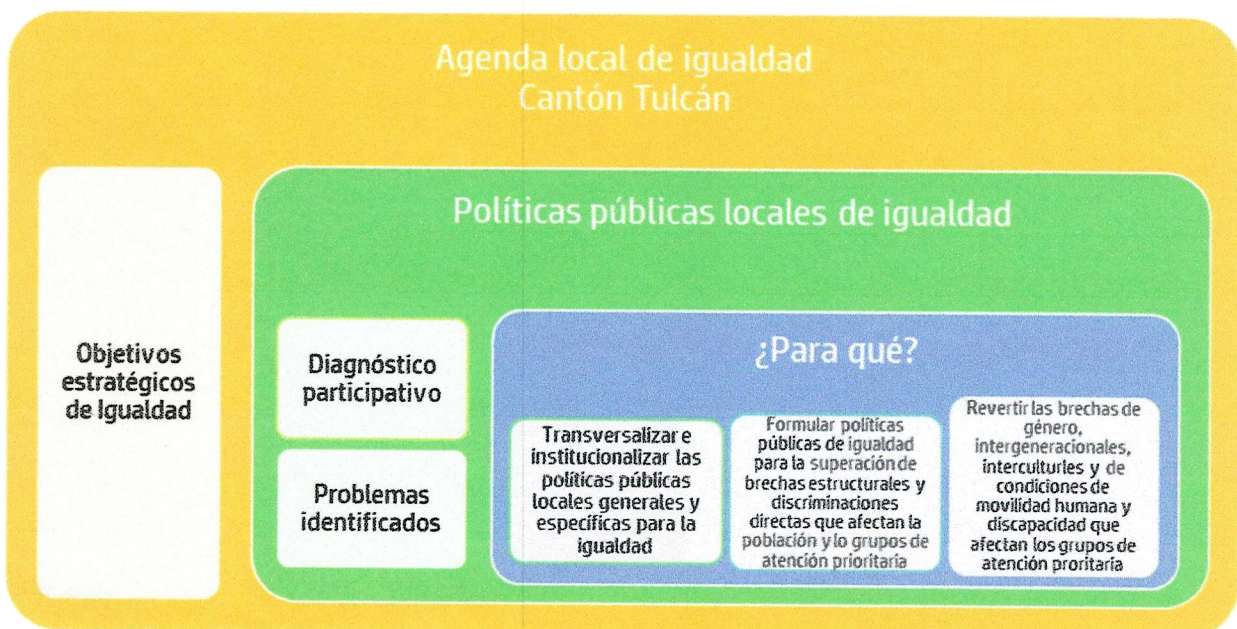 Agenda local de igualdad
Cantón Tulcán
Políticas públicas locales de igualdad
Objetivos
estratégicos
de Igualdad
Diagnóstico
participativo
Problemas
identificados
¿Para qué?
Transversalizar e
institucionalizar las
políticas públicas
locales generales y
específicas para la
igualdad
Formular políticas
públicas de igualdad
para la superación de
brechas estructurales y
discriminaciones
directas que afectan la
población y lo grupos de
atención prioritaria
Revertir las brechas de
género,
intergeneracionales,
interculturles y de
condiciones de
movilidad humana y
discapacidad que
afectan los grupos de
atención proritaria